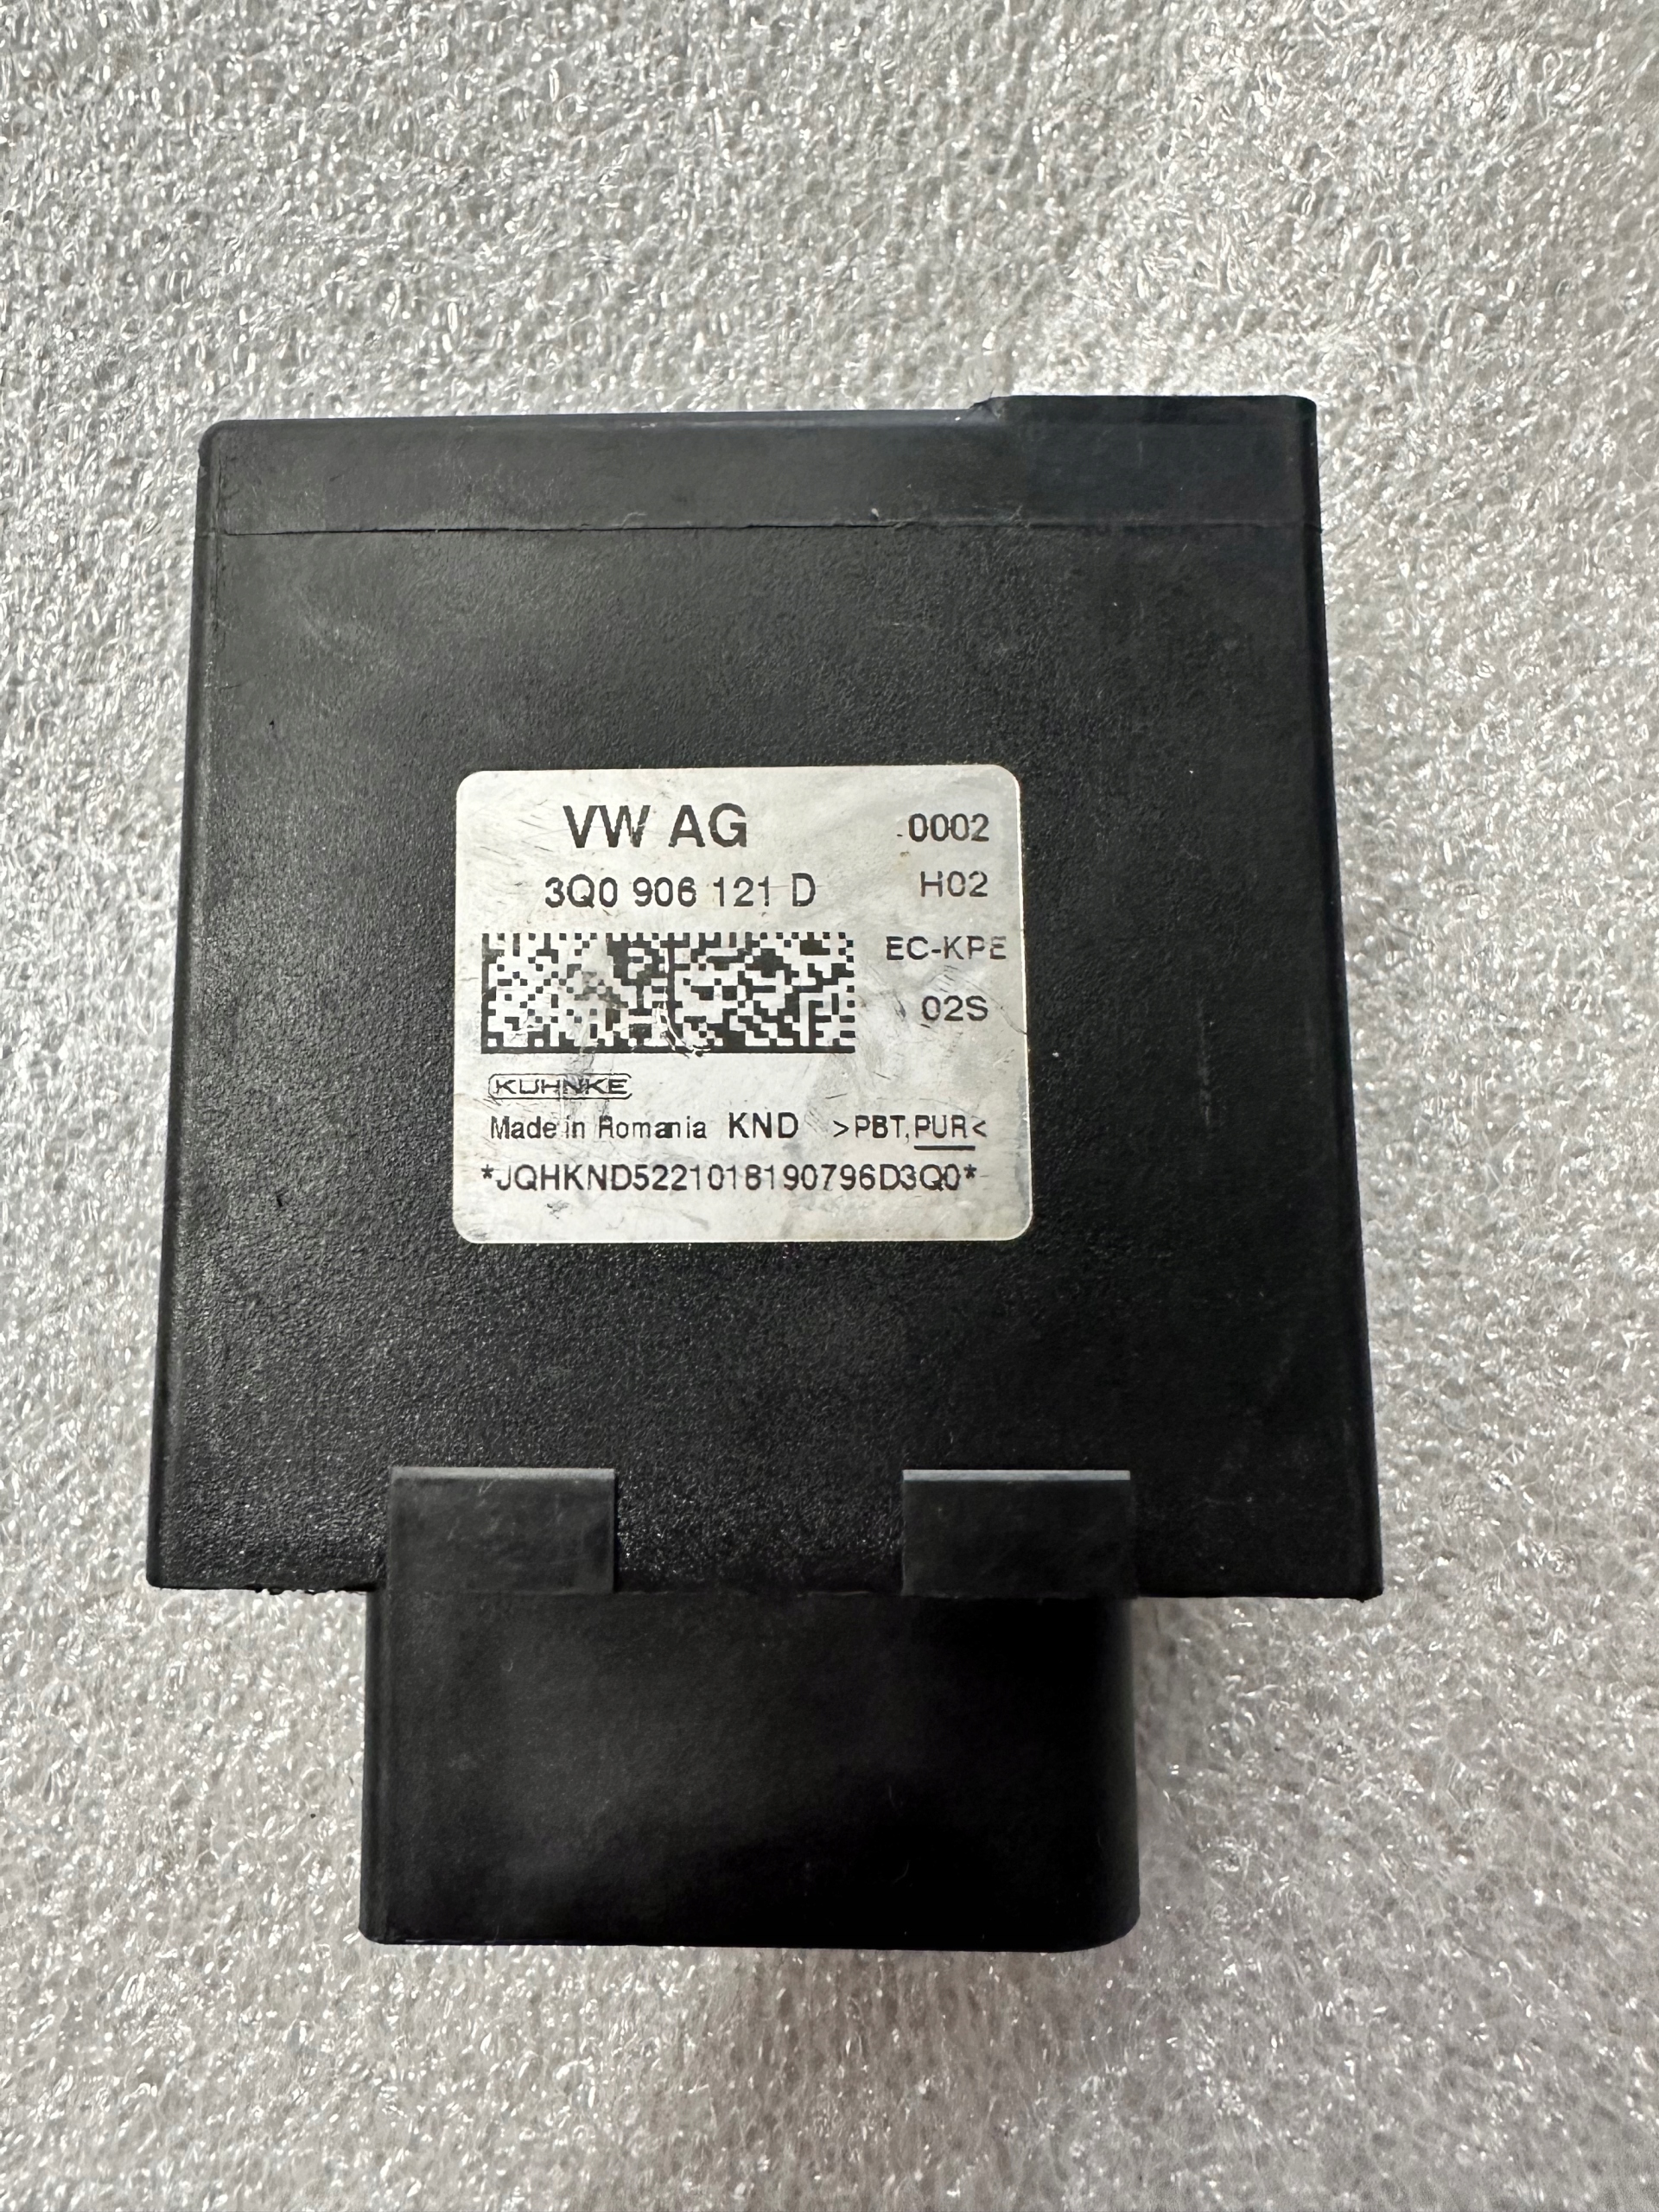 VW AG 0002
3Q0 906 121 D H02
EC-KPE
02S
KUHNKE
Made in Romania KND >PBT,PUR<
*JQHKND5221018190796D3Q0*